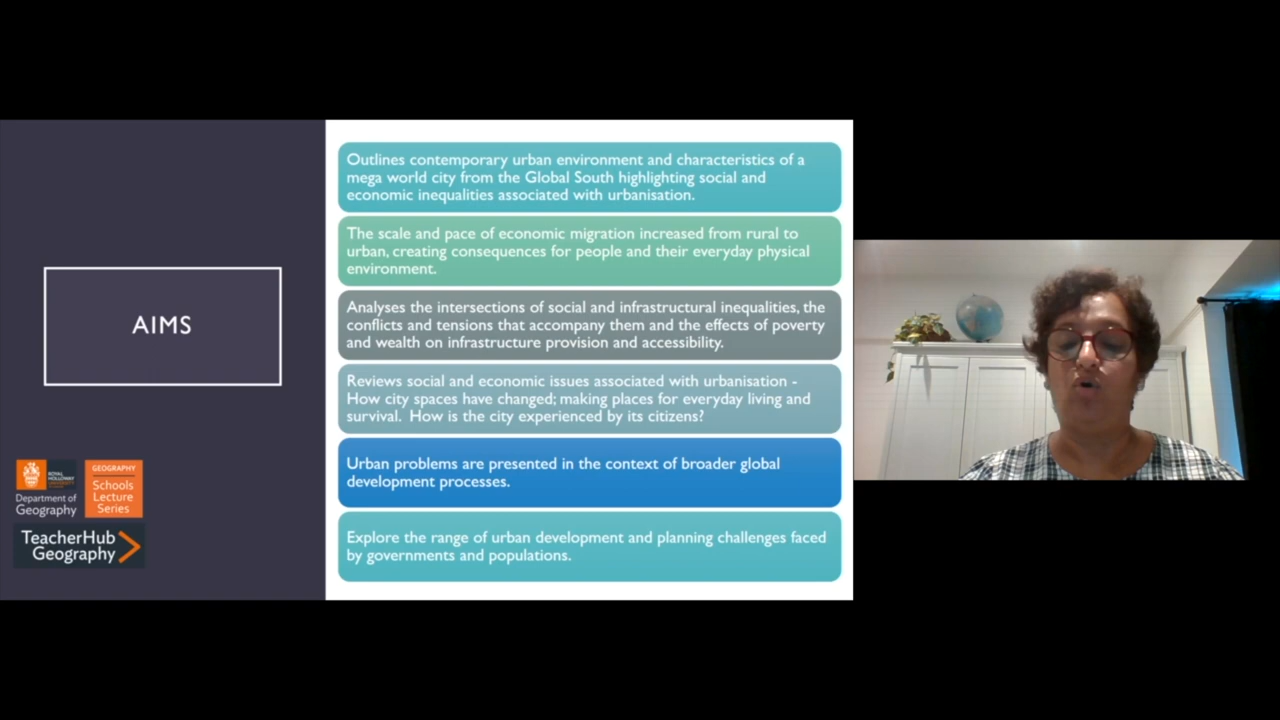 AIMS
Outlines contemporary urban environment and characteristics of a
mega world city from the Global South highlighting social and
economic inequalities associated with urbanisation.
The scale and pace of economic migration increased from rural to
urban, creating consequences for people and their everyday physical
environment.
Analyses the intersections of social and infrastructural inequalities, the
conflicts and tensions that accompany them and the effects of poverty
and wealth on infrastructure provision and accessibility.
Reviews social and economic issues associated with urbanisation -
How city spaces have changed; making places for everyday living and
survival. How is the city experienced by its citizens?
Urban problems are presented in the context of broader global
development processes.
Explore the range of urban development and planning challenges faced
by governments and populations.
ROYAL
HOLLOWAY
Department of
Geography
GEOGRAPHY
Schools
Lecture
Series
TeacherHub
Geography